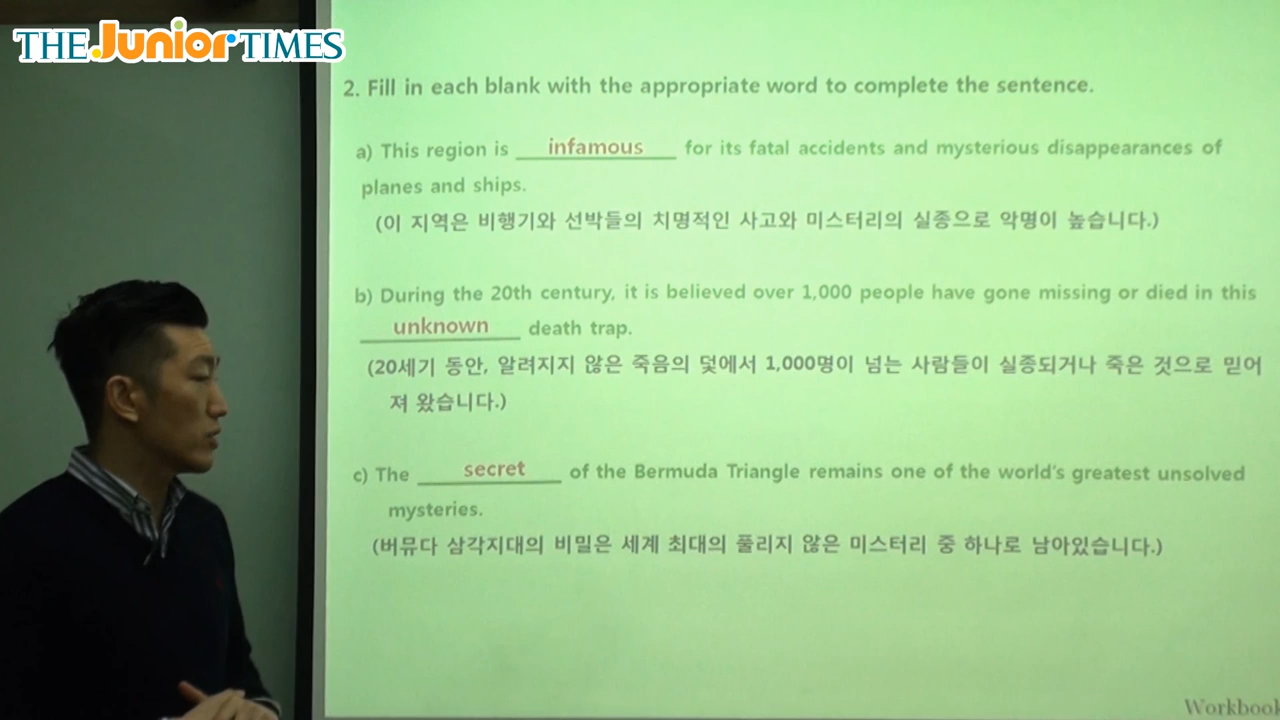 THE Junior TIMES
2. Fill in each blank with the appropriate word to complete the sentence.
a) This region is infamous for its fatal accidents and mysterious disappearances of
planes and ships.
(이 지역은 비행기와 선박들의 치명적인 사고와 미스터리의 실종으로 악명이 높습니다.)
b) During the 20th century, it is believed over 1,000 people have gone missing or died in this
unknown death trap.
(20세기 동안, 알려지지 않은 죽음의 덫에서 1,000명이 넘는 사람들이 실종되거나 죽은 것으로 믿어
져 왔습니다.)
c) The secret of the Bermuda Triangle remains one of the world's greatest unsolved
mysteries.
(버뮤다 삼각지대의 비밀은 세계 최대의 풀리지 않은 미스터리 중 하나로 남아있습니다.)
Workbook